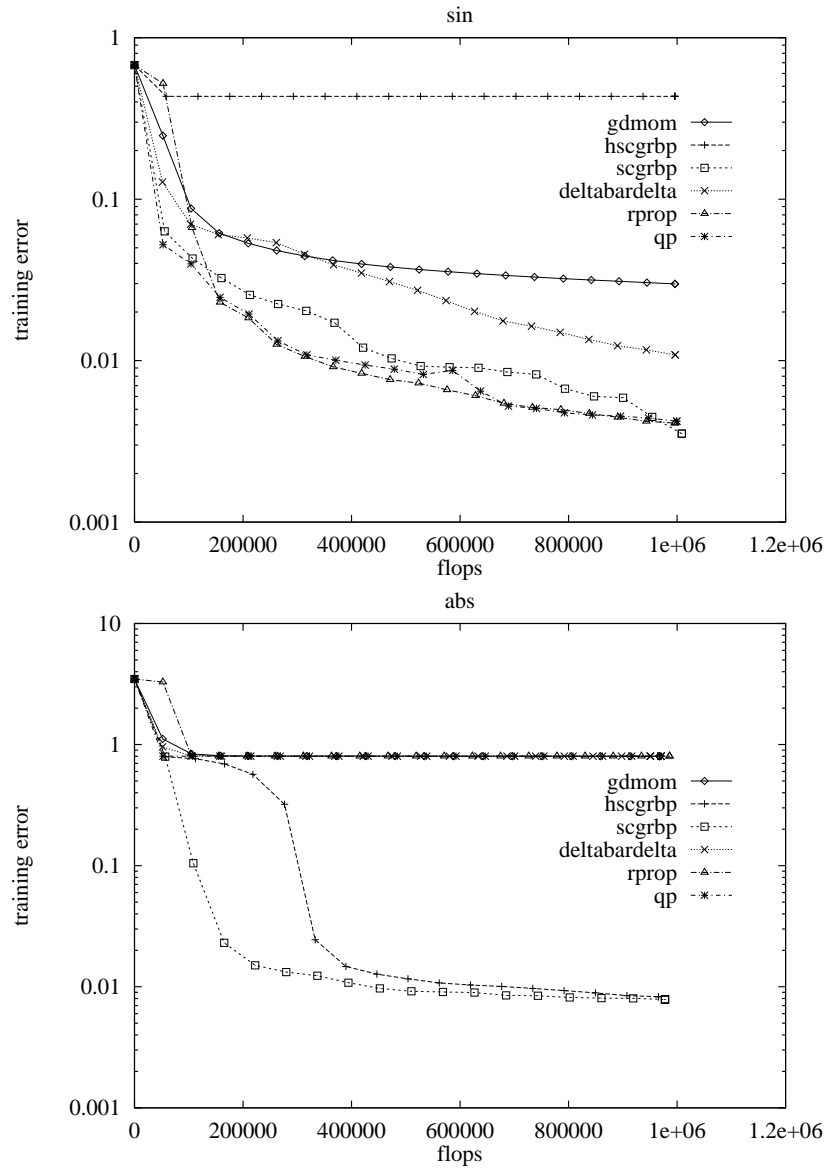 sin
1
0.1
0.01
0.001
training error
gdmom
hscgrbp
scgrbp
deltabardelta
rprop
qp
0 200000 400000 600000 800000 1e+06 1.2e+06
flops
abs
10
1
0.1
0.01
0.001
training error
gdmom
hscgrbp
scgrbp
deltabardelta
rprop
qp
0 200000 400000 600000 800000 1e+06 1.2e+06
flops